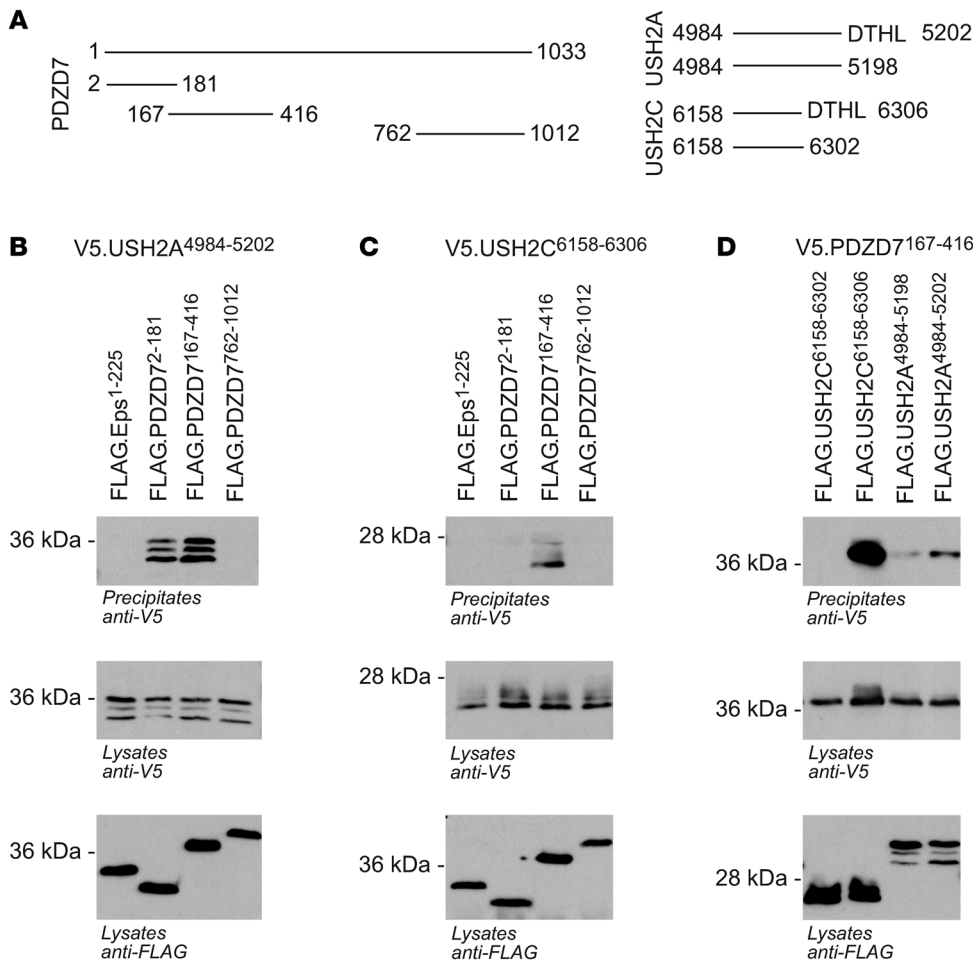 A
PDZD7
1 1033
2 181
167 416
762 1012
USH2A
4984 DTHL 5202
4984 5198
USH2C
6158 DTHL 6306
6158 6302
B
V5.USH2A4984-5202
FLAG.Eps1-225
FLAG.PDZD72-181
FLAG.PDZD7167-416
FLAG.PDZD7762-1012
36 kDa -
Precipitates
anti-V5
36 kDa -
Lysates
anti-V5
36 kDa -
Lysates
anti-FLAG
C
V5.USH2C6158-6306
FLAG.Eps1-225
FLAG.PDZD72-181
FLAG.PDZD7167-416
FLAG.PDZD7762-1012
28 kDa -
Precipitates
anti-V5
28 kDa -
Lysates
anti-V5
36 kDa -
Lysates
anti-FLAG
D
V5.PDZD7167-416
FLAG.USH2C6158-6302
FLAG.USH2C6158-6306
FLAG.USH2A4984-5198
FLAG.USH2A4984-5202
36 kDa -
Precipitates
anti-V5
36 kDa -
Lysates
anti-V5
28 kDa -
Lysates
anti-FLAG